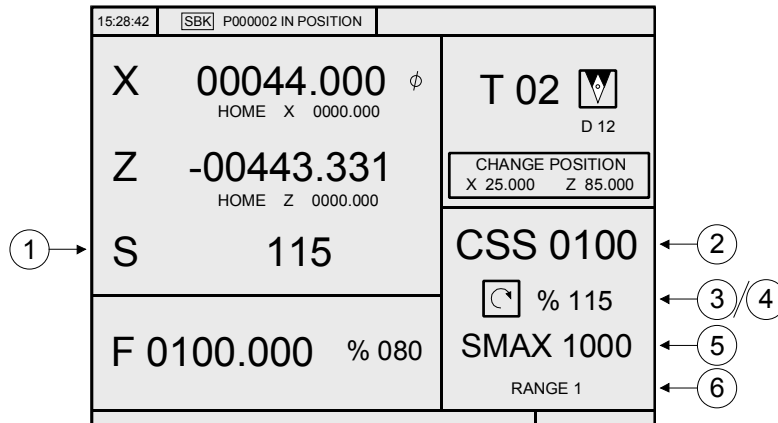 15:28:42 SBK P000002 IN POSITION
X 00044.000 ϕ
HOME X 0000.000
Z -00443.331
HOME Z 0000.000
S 115
F 0100.000 % 080
T 02
D 12
CHANGE POSITION
X 25.000 Z 85.000
CSS 0100
% 115
SMAX 1000
RANGE 1
1
2
3/4
5
6